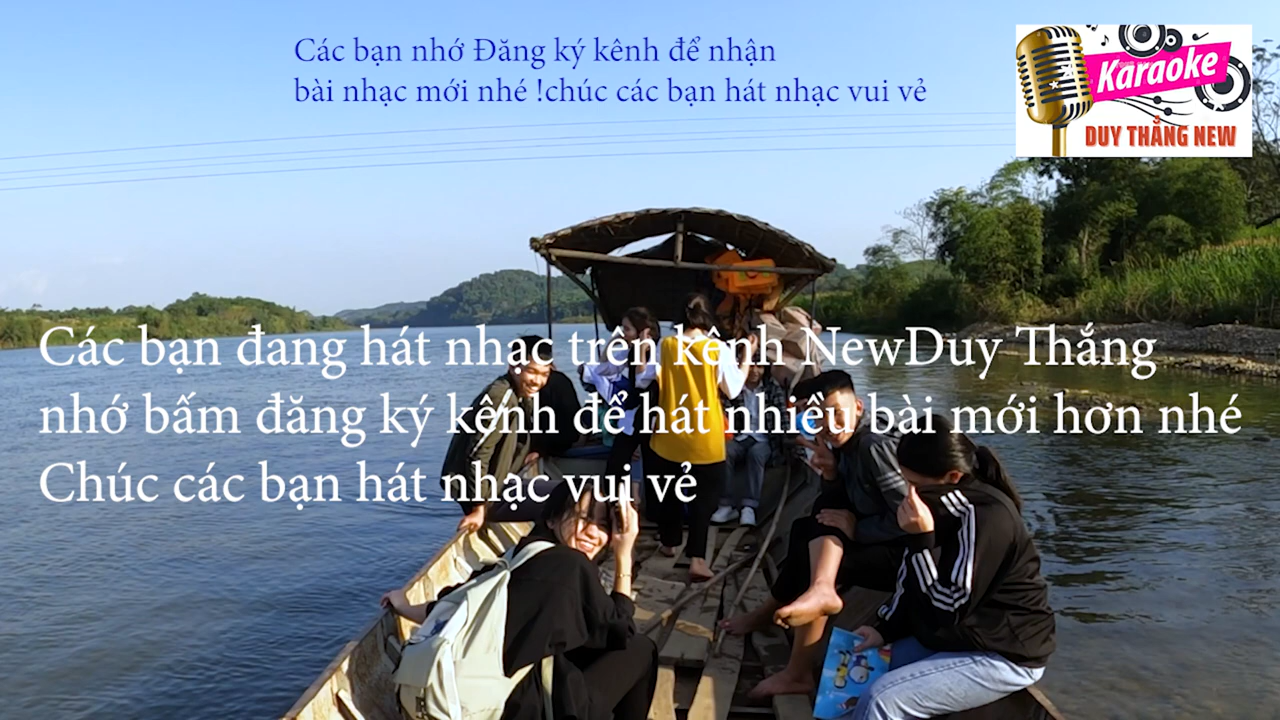 Các bạn nhớ Đăng ký kênh để nhận
bài nhạc mới nhé !chúc các bạn hát nhạc vui vẻ
Karaoke
DUY THẮNG NEW
Các bạn đang hát nhạc trên kênh NewDuy Thắng
nhớ bấm đăng ký kênh để hát nhiều bài mới hơn nhé
Chúc các bạn hát nhạc vui vẻ